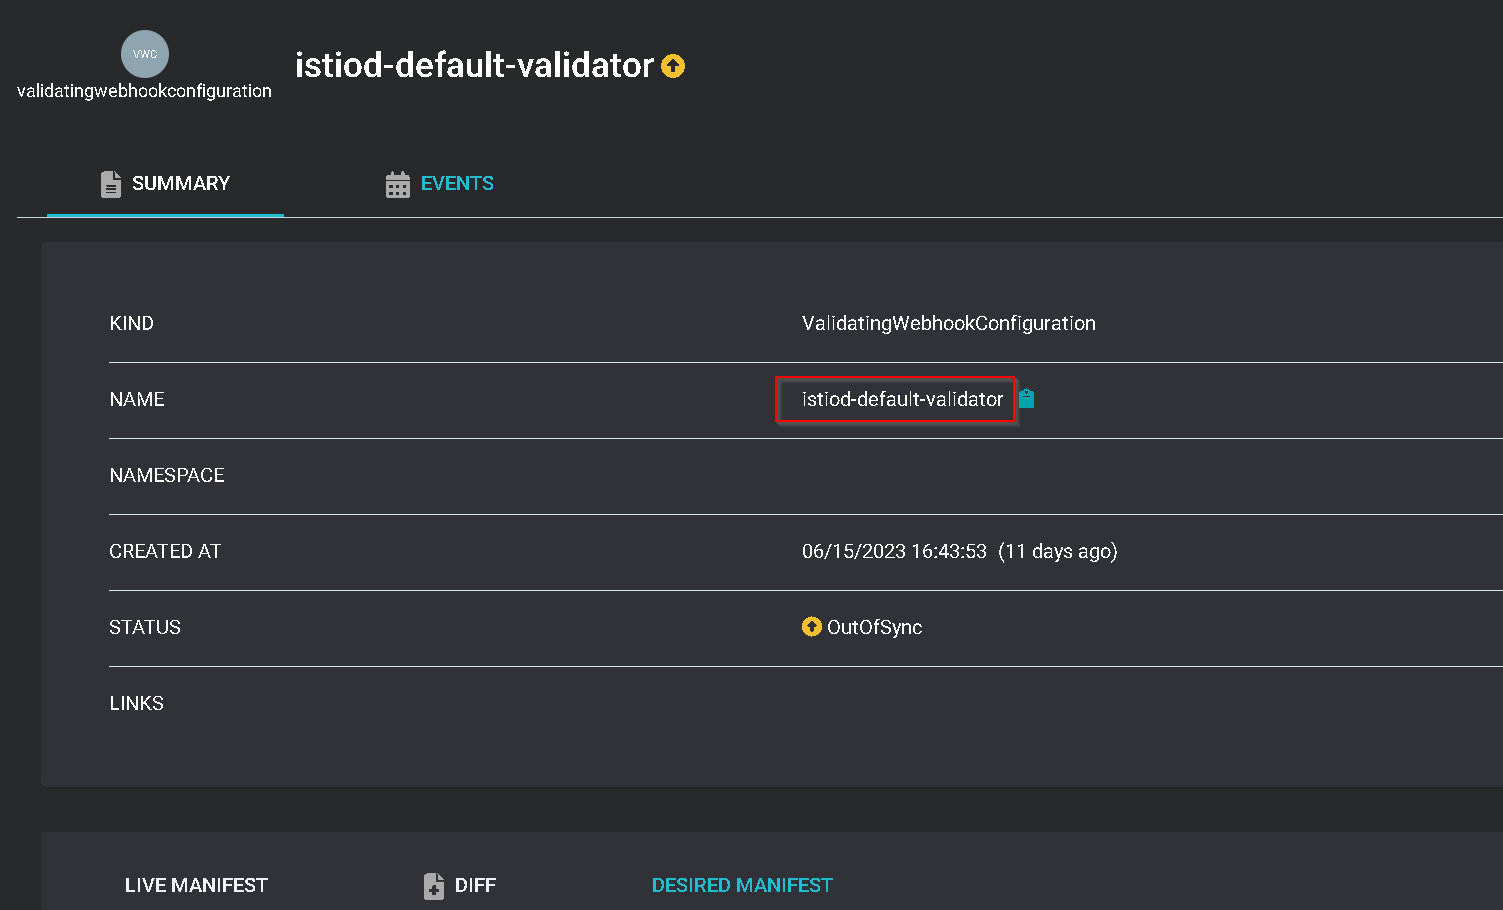 VWC
validatingwebhookconfiguration
istiod-default-validator
SUMMARY
EVENTS
KIND
ValidatingWebhookConfiguration
NAME
istiod-default-validator
NAMESPACE
CREATED AT
06/15/2023 16:43:53 (11 days ago)
STATUS
OutOfSync
LINKS
LIVE MANIFEST
DIFF
DESIRED MANIFEST